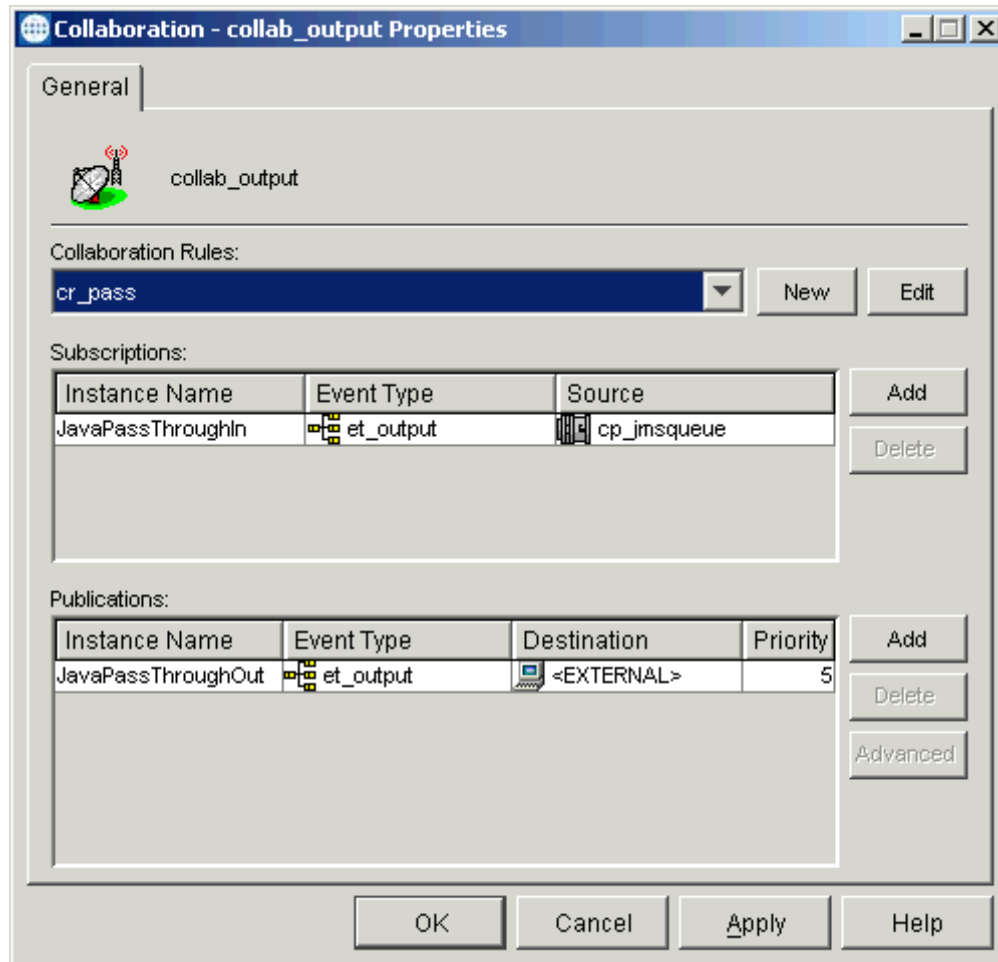 Collaboration - collab_output Properties
General
collab_output
Collaboration Rules:
cr_pass
New
Edit
Subscriptions:
Instance Name Event Type Source
JavaPassThroughIn et_output cp_jmsqueue
Add
Delete
Publications:
Instance Name Event Type Destination Priority
JavaPassThroughOut et_output <EXTERNAL> 5
Add
Delete
Advanced
OK Cancel Apply Help